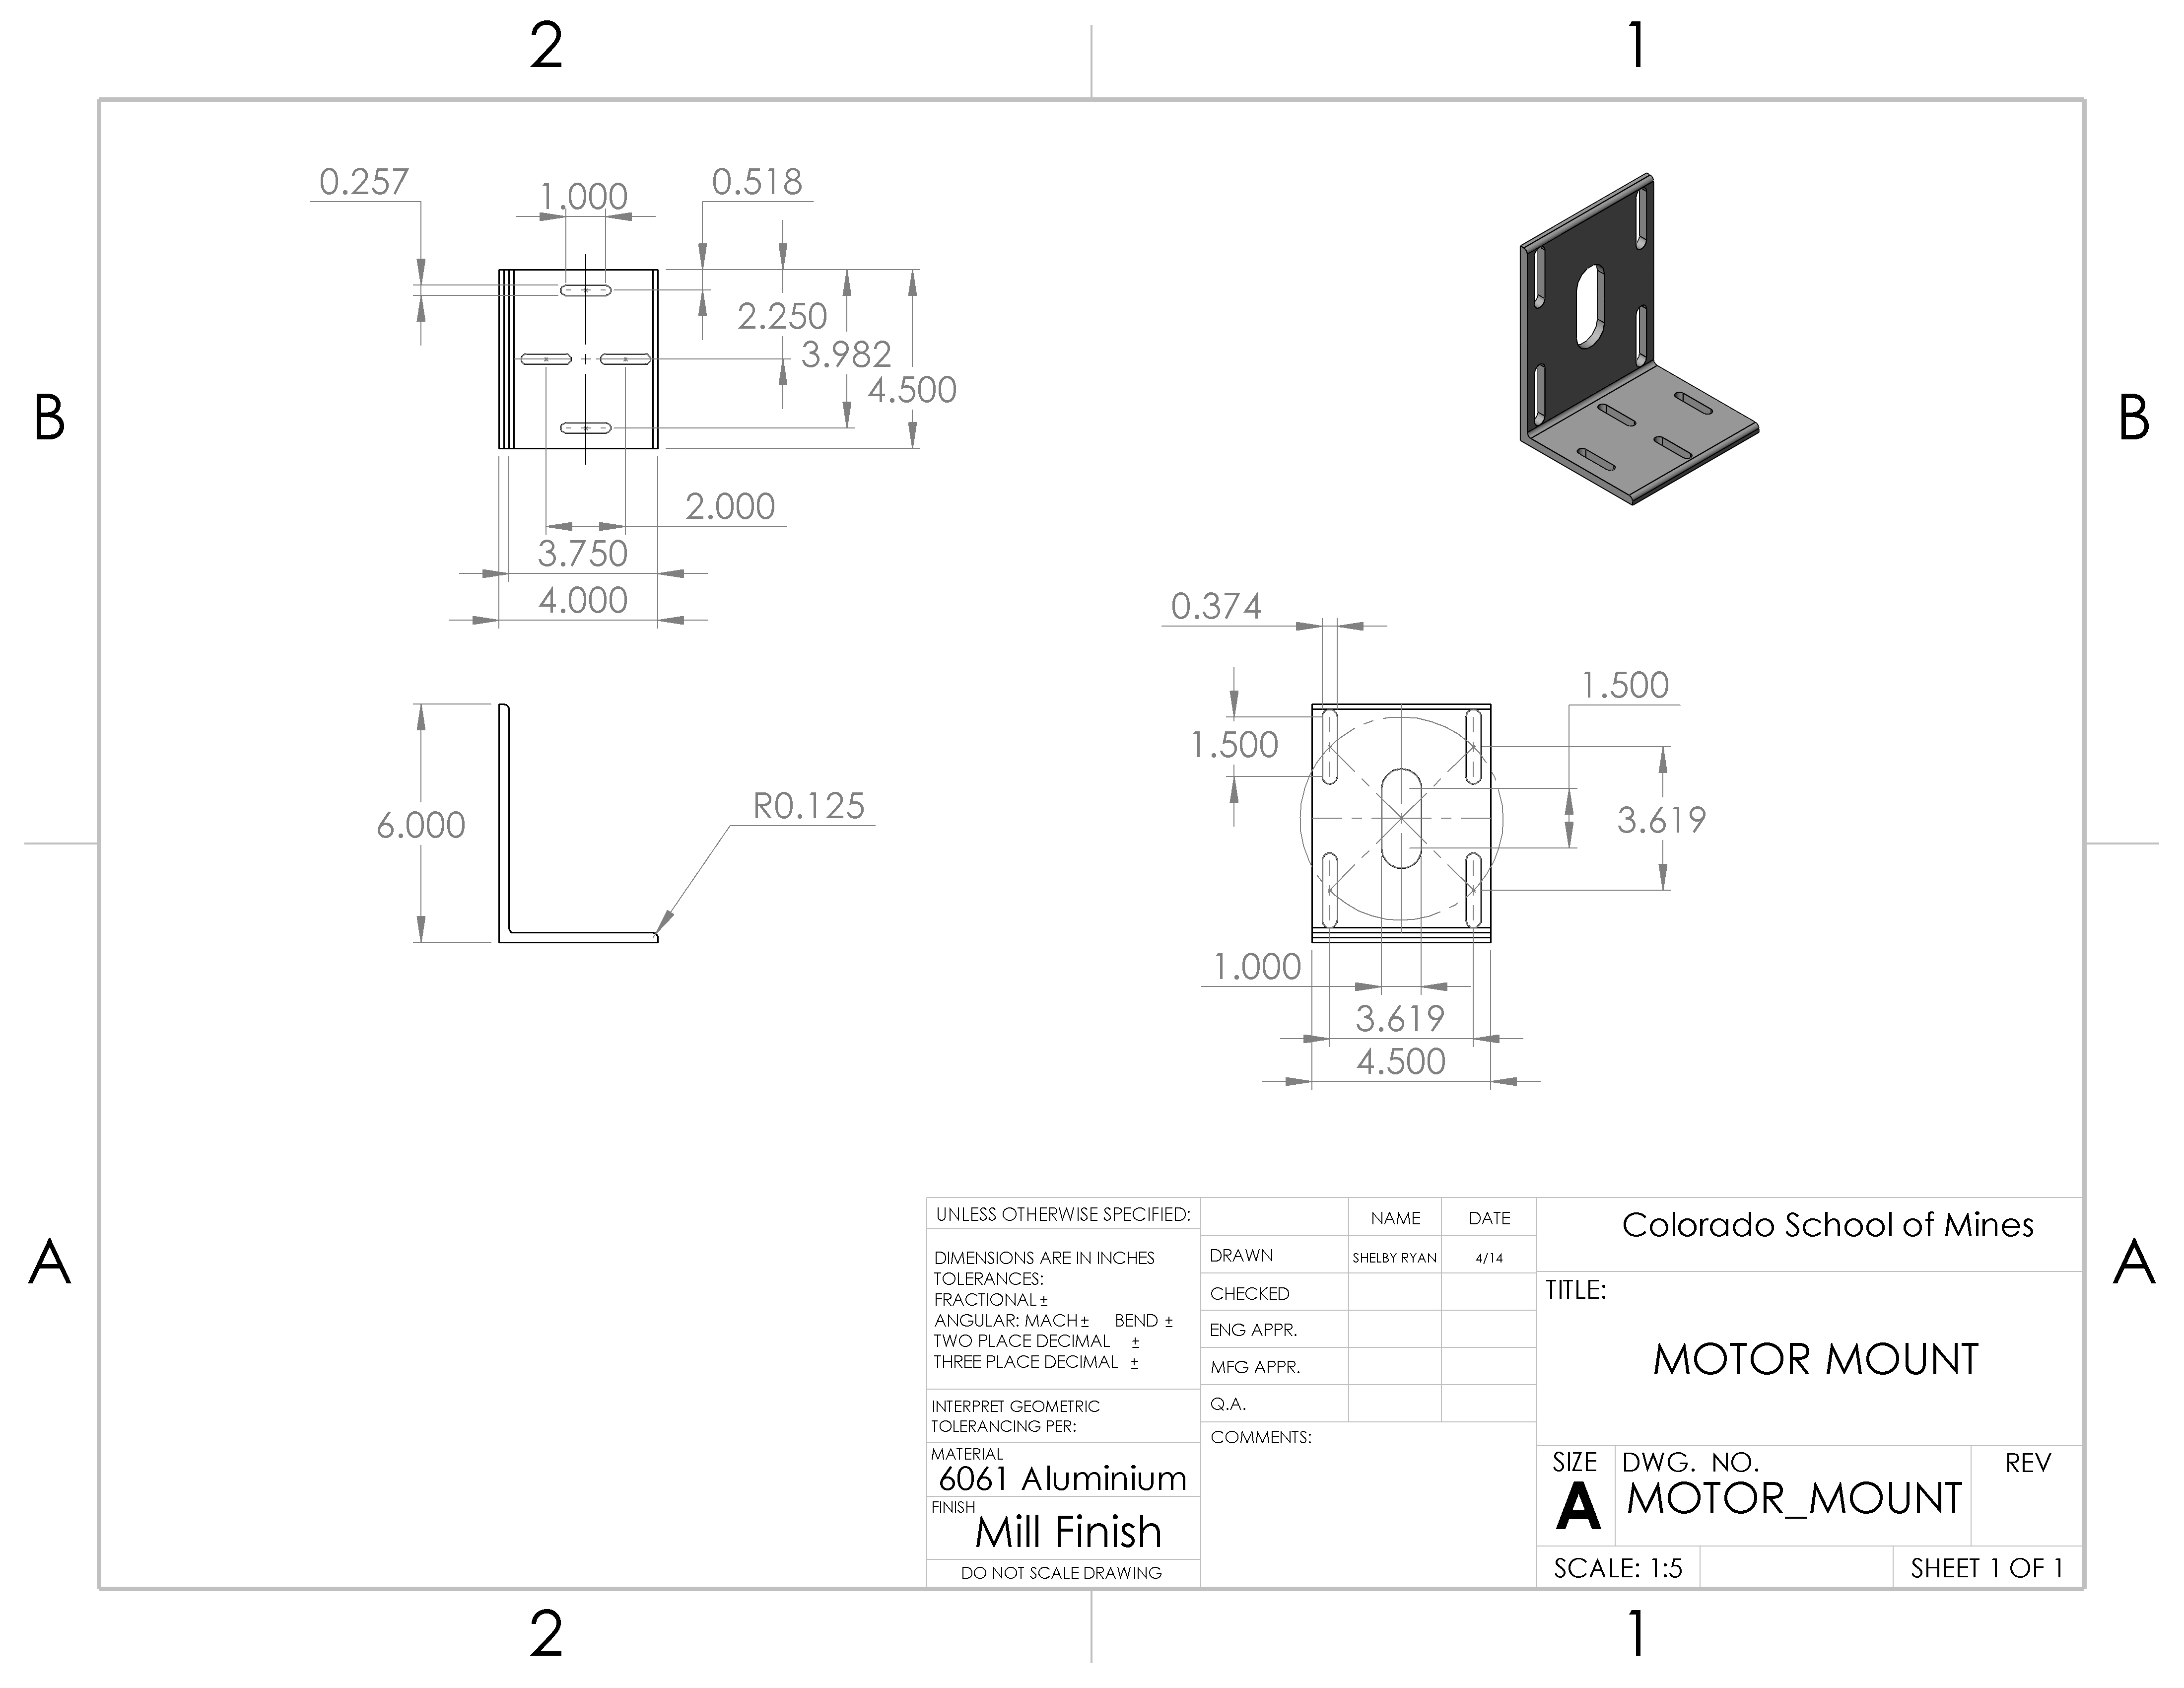 2
1
0.257
1.000
0.518
2.250
3.982
4.500
B
B
2.000
3.750
4.000
0.374
1.500
1.500
R0.125
6.000
3.619
1.000
3.619
4.500
A
A
UNLESS OTHERWISE SPECIFIED:
DIMENSIONS ARE IN INCHES
TOLERANCES:
FRACTIONAL ±
ANGULAR: MACH ± BEND ±
TWO PLACE DECIMAL ±
THREE PLACE DECIMAL ±
INTERPRET GEOMETRIC
TOLERANCING PER:
MATERIAL
6061 Aluminium
FINISH
Mill Finish
DO NOT SCALE DRAWING
NAME DATE
DRAWN SHELBY RYAN 4/14
CHECKED
ENG APPR.
MFG APPR.
Q.A.
COMMENTS:
Colorado School of Mines
TITLE:
MOTOR MOUNT
SIZE DWG. NO. REV
A MOTOR_MOUNT
SCALE: 1:5 SHEET 1 OF 1
2
1